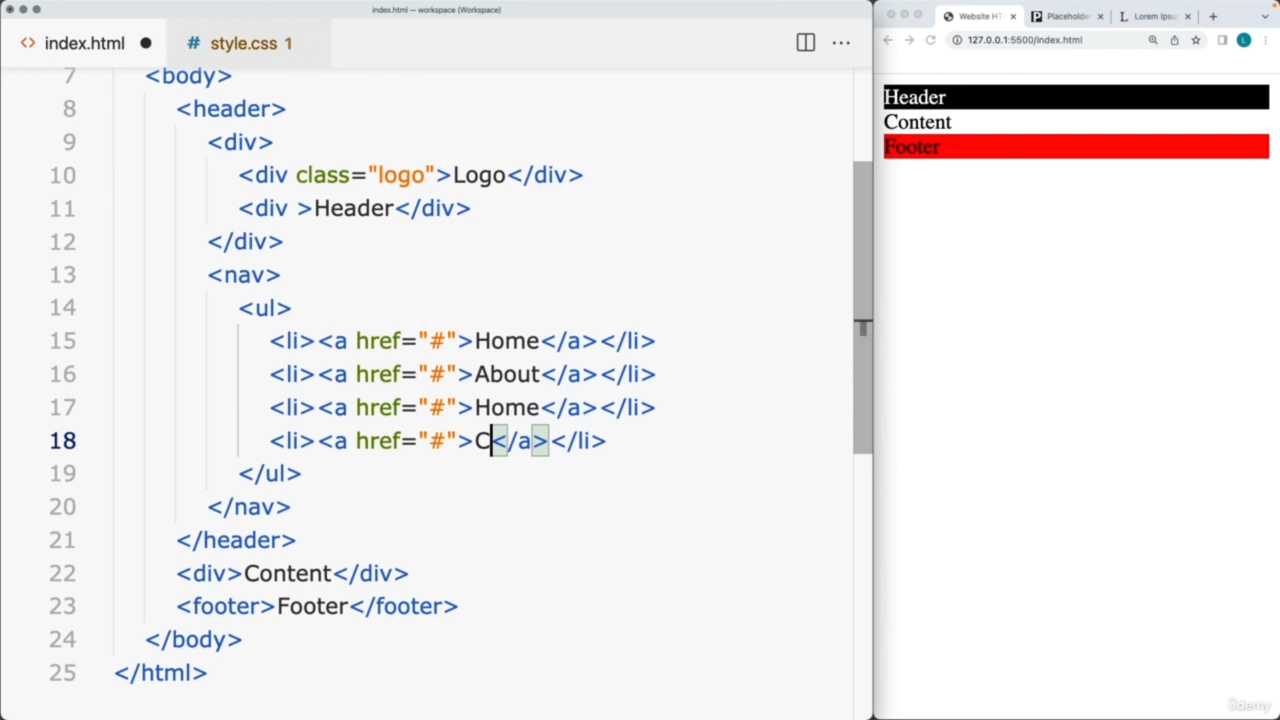 index.html — workspace (Workspace)
<> index.html ● # style.css 1 ...
7 <body>
8 <header>
9 <div>
10 <div class="logo">Logo</div>
11 <div >Header</div>
12 </div>
13 <nav>
14 <ul>
15 <li><a href="#">Home</a></li>
16 <li><a href="#">About</a></li>
17 <li><a href="#">Home</a></li>
18 <li><a href="#">C</a></li>
19 </ul>
20 </nav>
21 </header>
22 <div>Content</div>
23 <footer>Footer</footer>
24 </body>
25 </html>
Website HT
Placeholde
L Lorem Ipsu
127.0.0.1:5500/index.html
L
Header
Content
Footer
ûdemy